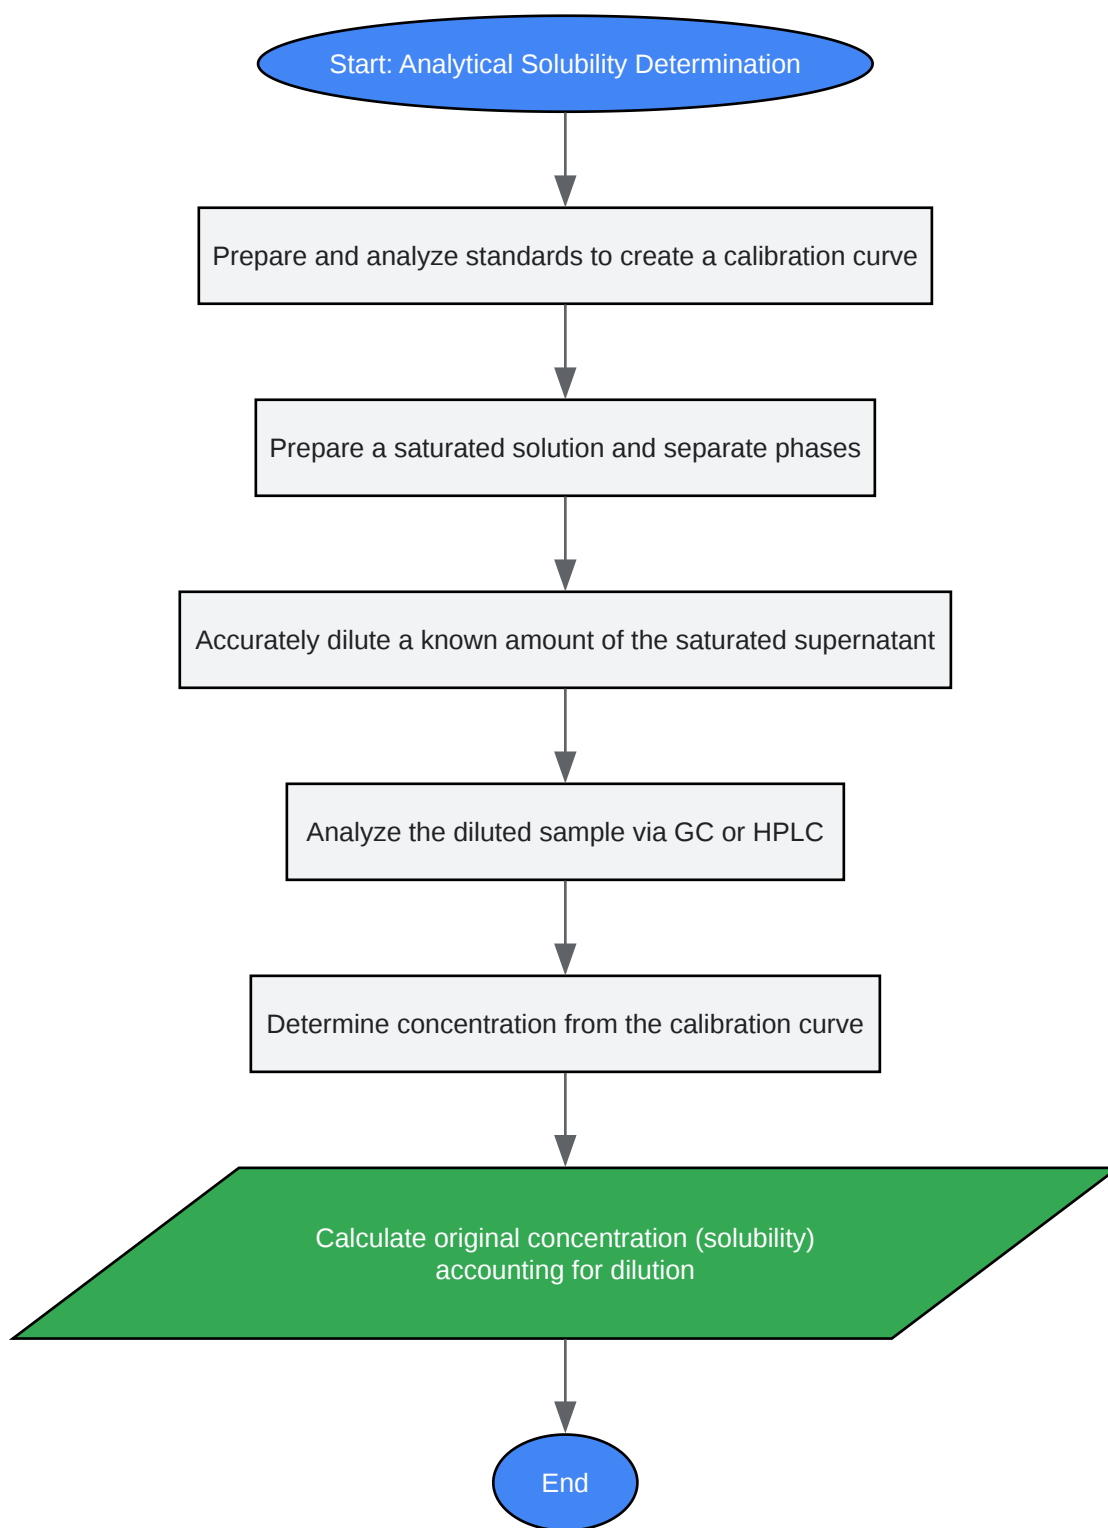 Start: Analytical Solubility Determination
Prepare and analyze standards to create a calibration curve
Prepare a saturated solution and separate phases
Accurately dilute a known amount of the saturated supernatant
Analyze the diluted sample via GC or HPLC
Determine concentration from the calibration curve
Calculate original concentration (solubility)
accounting for dilution
End